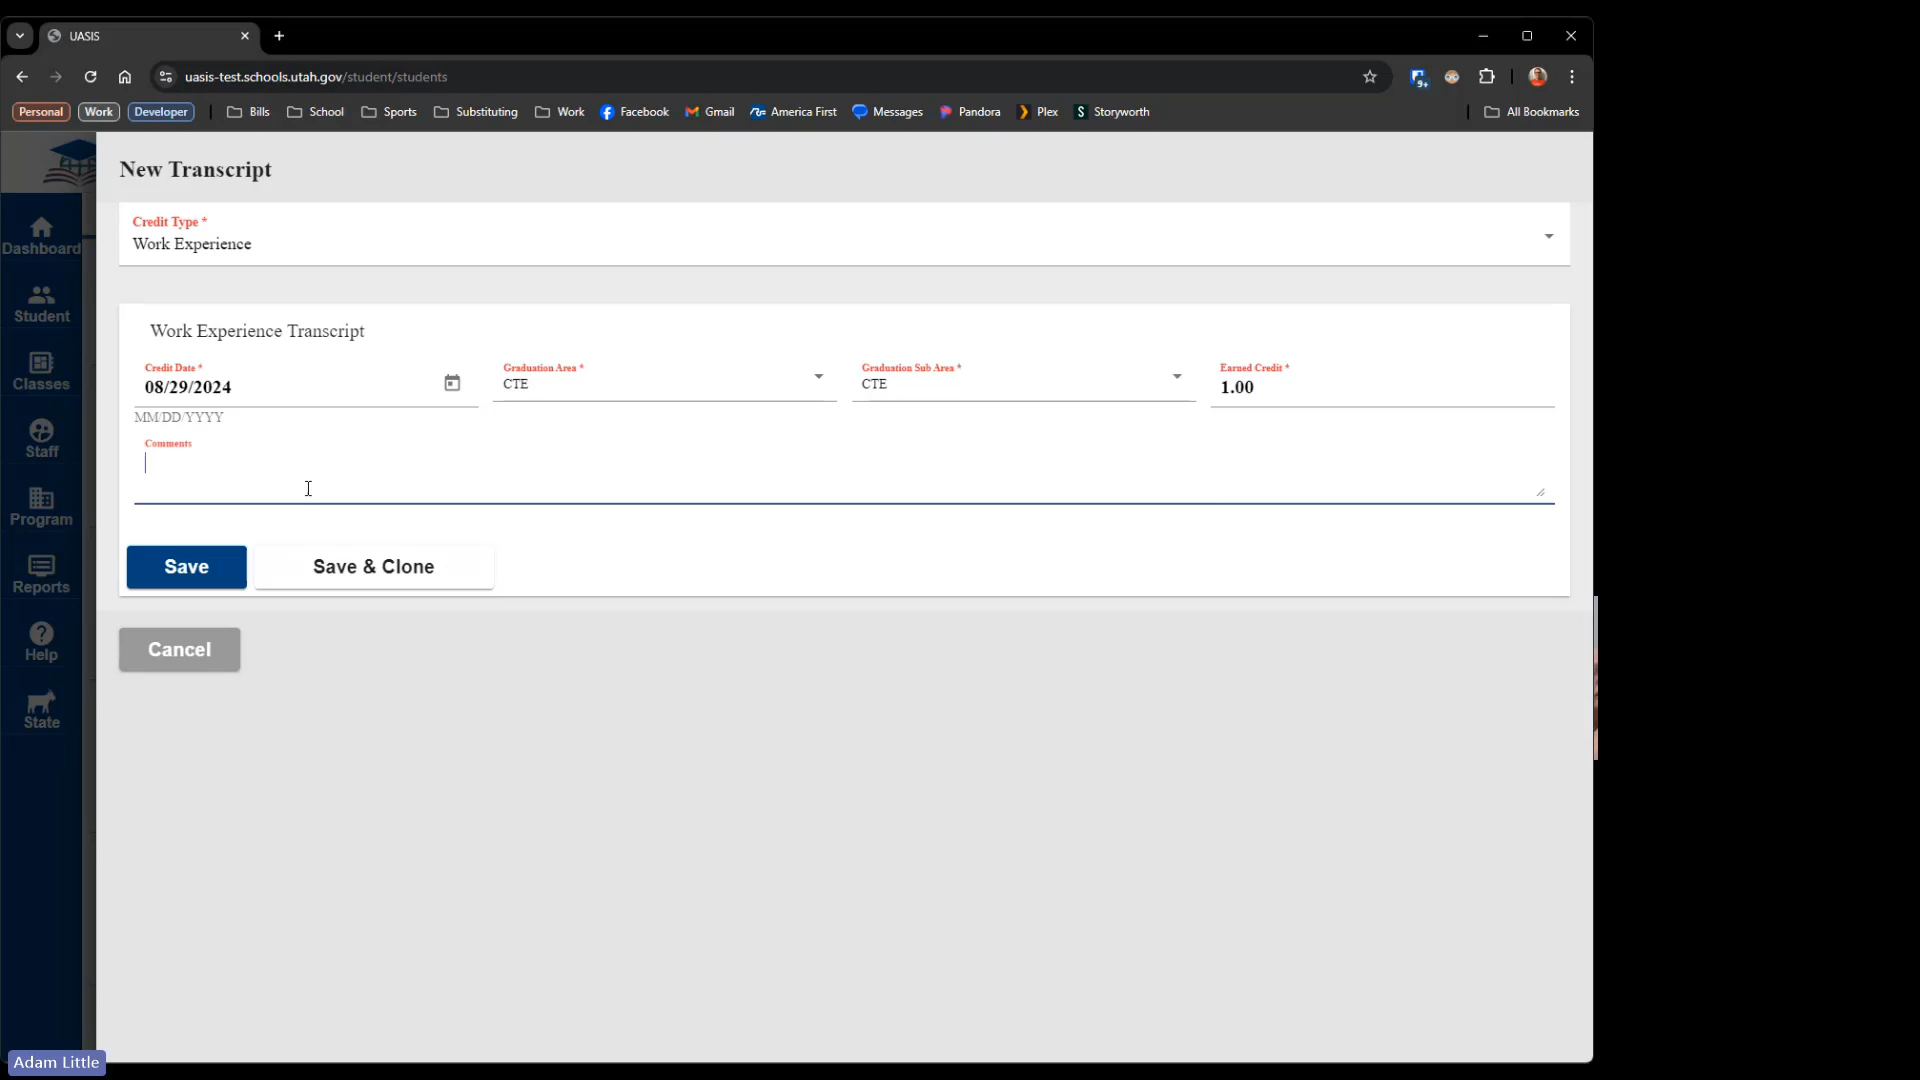 UASIS
uasis-test.schools.utah.gov/student/students
9+
Personal Work Developer Bills School Sports Substituting Work Facebook Gmail America First Messages Pandora Plex S Storyworth All Bookmarks
New Transcript
Credit Type *
Work Experience
Dashboard
Student
Classes
Staff
Program
Reports
Help
State
Work Experience Transcript
Credit Date * Graduation Area * Graduation Sub Area * Earned Credit *
08/29/2024 CTE CTE 1.00
MM/DD/YYYY
Comments
Save Save & Clone
Cancel
Adam Little